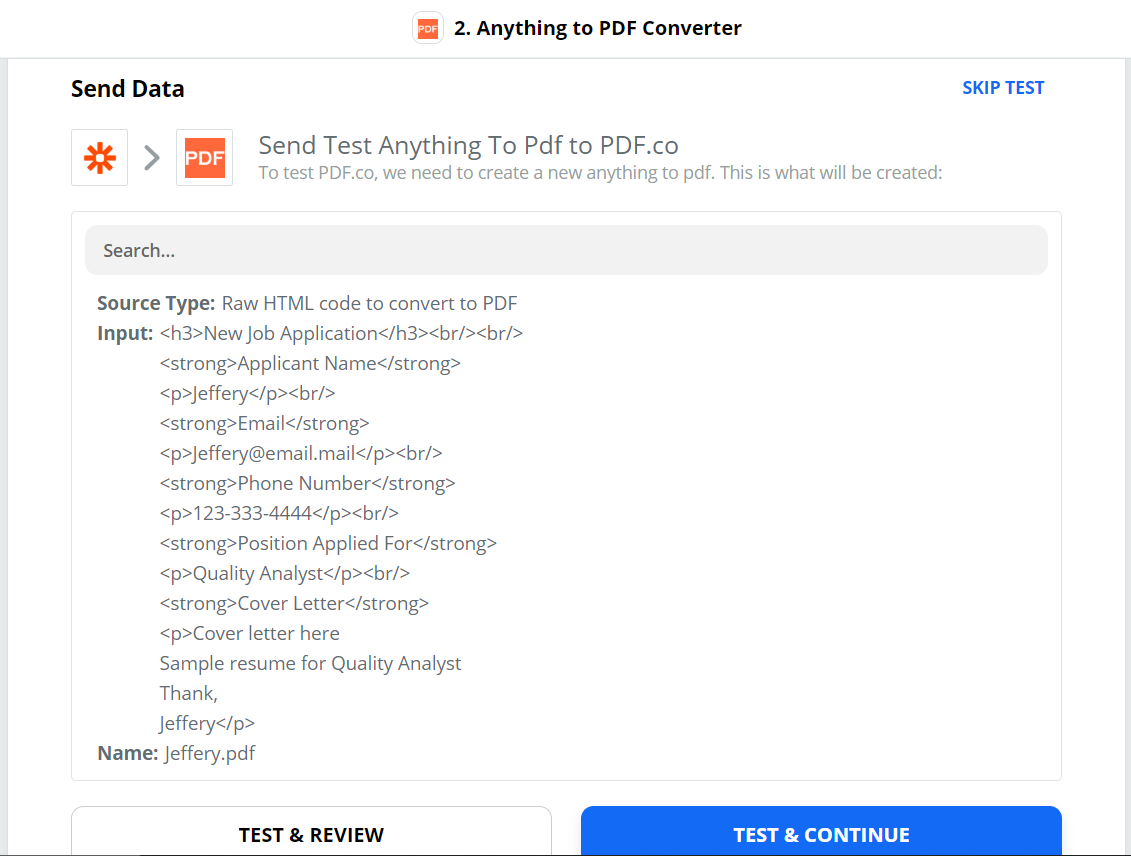 PDF 2. Anything to PDF Converter
Send Data
SKIP TEST
PDF
Send Test Anything To Pdf to PDF.co
To test PDF.co, we need to create a new anything to pdf. This is what will be created:
Search...
Source Type: Raw HTML code to convert to PDF
Input: <h3>New Job Application</h3><br/><br/>
<strong>Applicant Name</strong>
<p>Jeffery</p><br/>
<strong>Email</strong>
<p>Jeffery@email.mail</p><br/>
<strong>Phone Number</strong>
<p>123-333-4444</p><br/>
<strong>Position Applied For</strong>
<p>Quality Analyst</p><br/>
<strong>Cover Letter</strong>
<p>Cover letter here
Sample resume for Quality Analyst
Thank,
Jeffery</p>
Name: Jeffery.pdf
TEST & REVIEW
TEST & CONTINUE